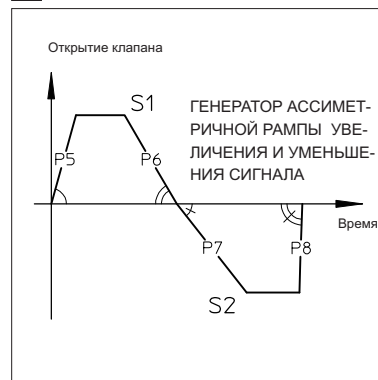 Открытие клапана
S1
ГЕНЕРАТОР АССИМЕТ-
РИЧНОЙ РАМПЫ УВЕ-
ЛИЧЕНИЯ И УМЕНЬШЕ-
НИЯ СИГНАЛА
P5
P6
Время
P7
P8
S2